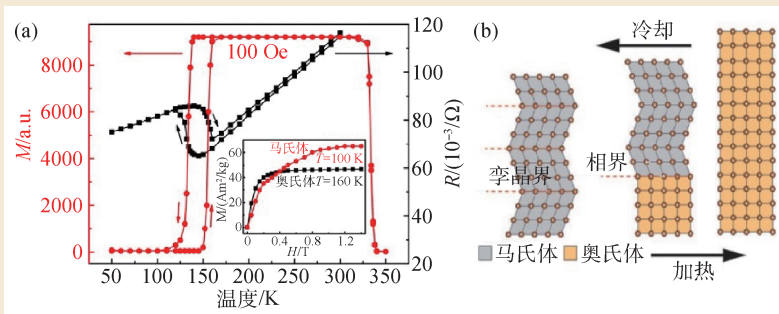 (a)
100 Oe
M/a.u.
9000
8000
6000
4000
2000
0
50
100
150
200
250
300
350
温度/K
120
100
80
60
40
20
R/(10⁻³/Ω)
马氏体
T=100 K
奥氏体T=160 K
M/(Am²/kg)
60
40
20
0
0
0.4
0.8
1.2
H/T
(b)
冷却
孪晶界
相界
马氏体 奥氏体
加热